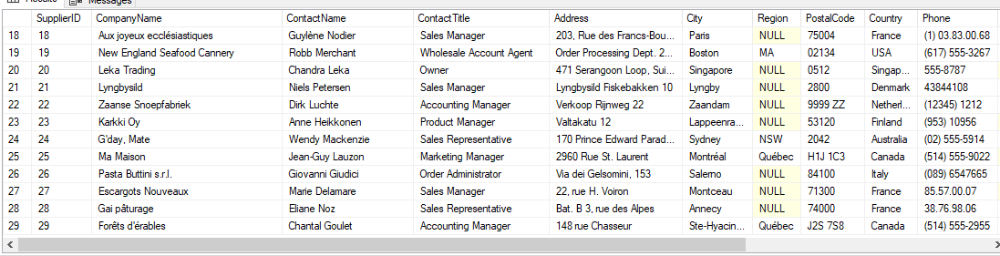 Results Messages
SupplierID CompanyName ContactName ContactTitle Address City Region PostalCode Country Phone
18 18 Aux joyeux ecclésiastiques Guylène Nodier Sales Manager 203, Rue des Francs-Bou... Paris NULL 75004 France (1) 03.83.00.68
19 19 New England Seafood Cannery Robb Merchant Wholesale Account Agent Order Processing Dept. 2... Boston MA 02134 USA (617) 555-3267
20 20 Leka Trading Chandra Leka Owner 471 Serangoon Loop, Sui... Singapore NULL 0512 Singap... 555-8787
21 21 Lyngbysild Niels Petersen Sales Manager Lyngbysild Fiskebakken 10 Lyngby NULL 2800 Denmark 43844108
22 22 Zaanse Snoepfabriek Dirk Luchte Accounting Manager Verkoop Rijnweg 22 Zaandam NULL 9999 ZZ Netherl... (12345) 1212
23 23 Karkki Oy Anne Heikkonen Product Manager Valtakatu 12 Lappeenra... NULL 53120 Finland (953) 10956
24 24 G'day, Mate Wendy Mackenzie Sales Representative 170 Prince Edward Parad... Sydney NSW 2042 Australia (02) 555-5914
25 25 Ma Maison Jean-Guy Lauzon Marketing Manager 2960 Rue St. Laurent Montréal Québec H1J 1C3 Canada (514) 555-9022
26 26 Pasta Buttini s.r.l. Giovanni Giudici Order Administrator Via dei Gelsomini, 153 Salerno NULL 84100 Italy (089) 6547665
27 27 Escargots Nouveaux Marie Delamare Sales Manager 22, rue H. Voiron Montceau NULL 71300 France 85.57.00.07
28 28 Gai pâturage Eliane Noz Sales Representative Bat. B 3, rue des Alpes Annecy NULL 74000 France 38.76.98.06
29 29 Forêts d'érables Chantal Goulet Accounting Manager 148 rue Chasseur Ste-Hyacin... Québec J2S 7S8 Canada (514) 555-2955